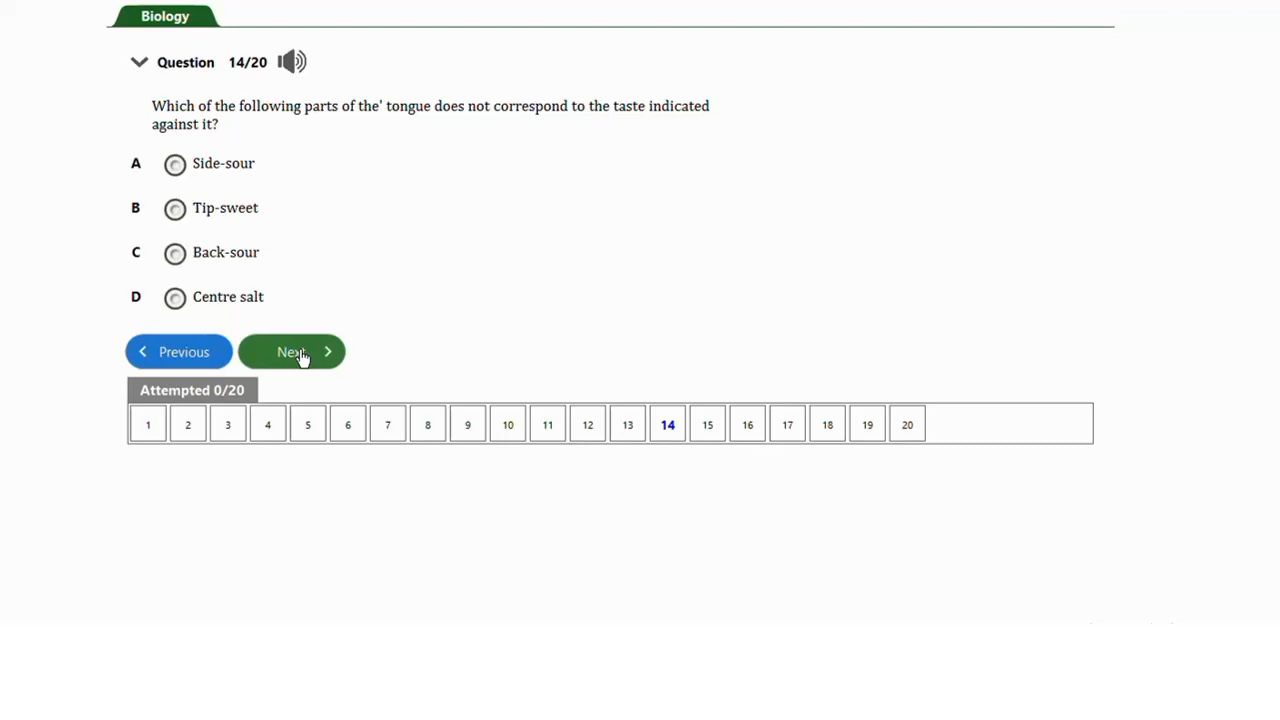 Biology
Question 14/20
Which of the following parts of the' tongue does not correspond to the taste indicated
against it?
A Side-sour
B Tip-sweet
C Back-sour
D Centre salt
Previous Next
Attempted 0/20
1 2 3 4 5 6 7 8 9 10 11 12 13 14 15 16 17 18 19 20